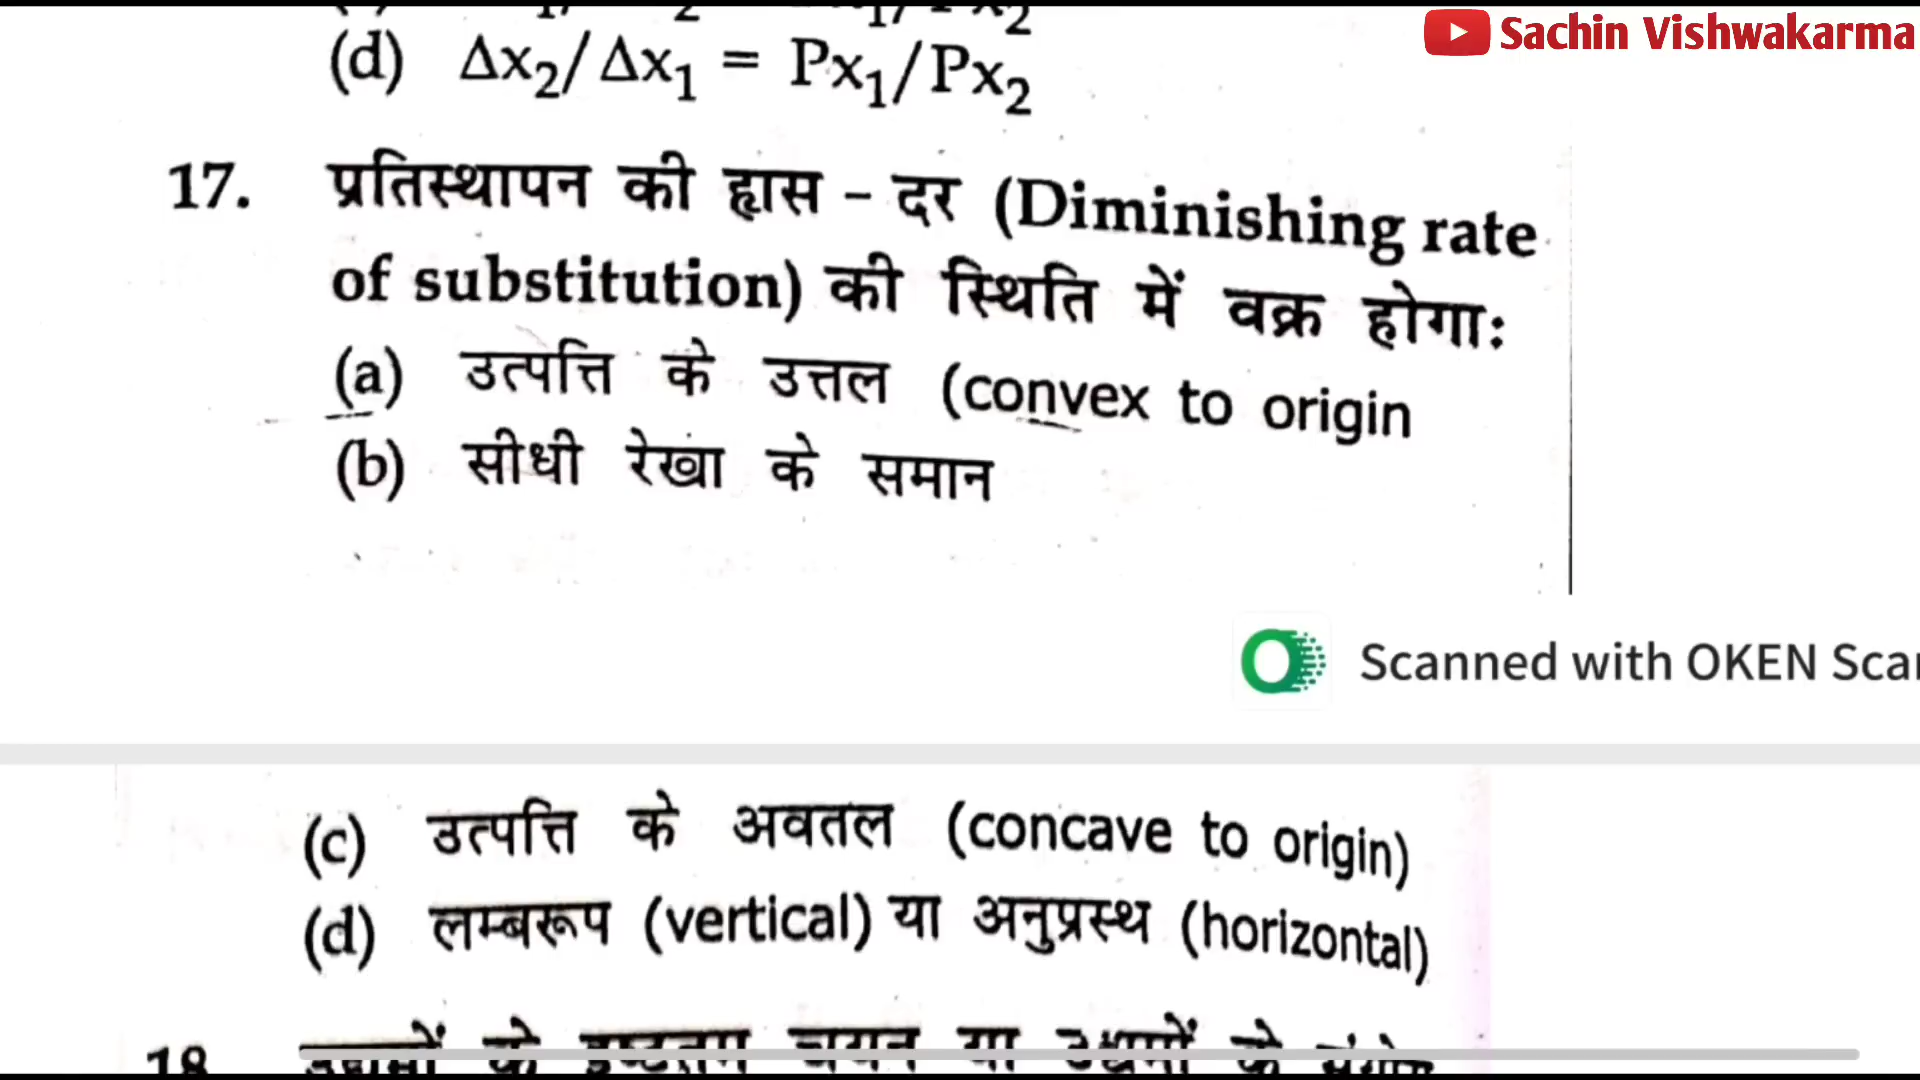 Sachin Vishwakarma
(d) Δx₂/Δx₁ = Px₁/Px₂
17. प्रतिस्थापन की ह्रास - दर (Diminishing rate
of substitution) की स्थिति में वक्र होगाः
(a) उत्पत्ति के उत्तल (convex to origin
(b) सीधी रेखा के समान
Scanned with OKEN Scan
(c) उत्पत्ति के अवतल (concave to origin)
(d) लम्बरूप (vertical) या अनुप्रस्थ (horizontal)
18